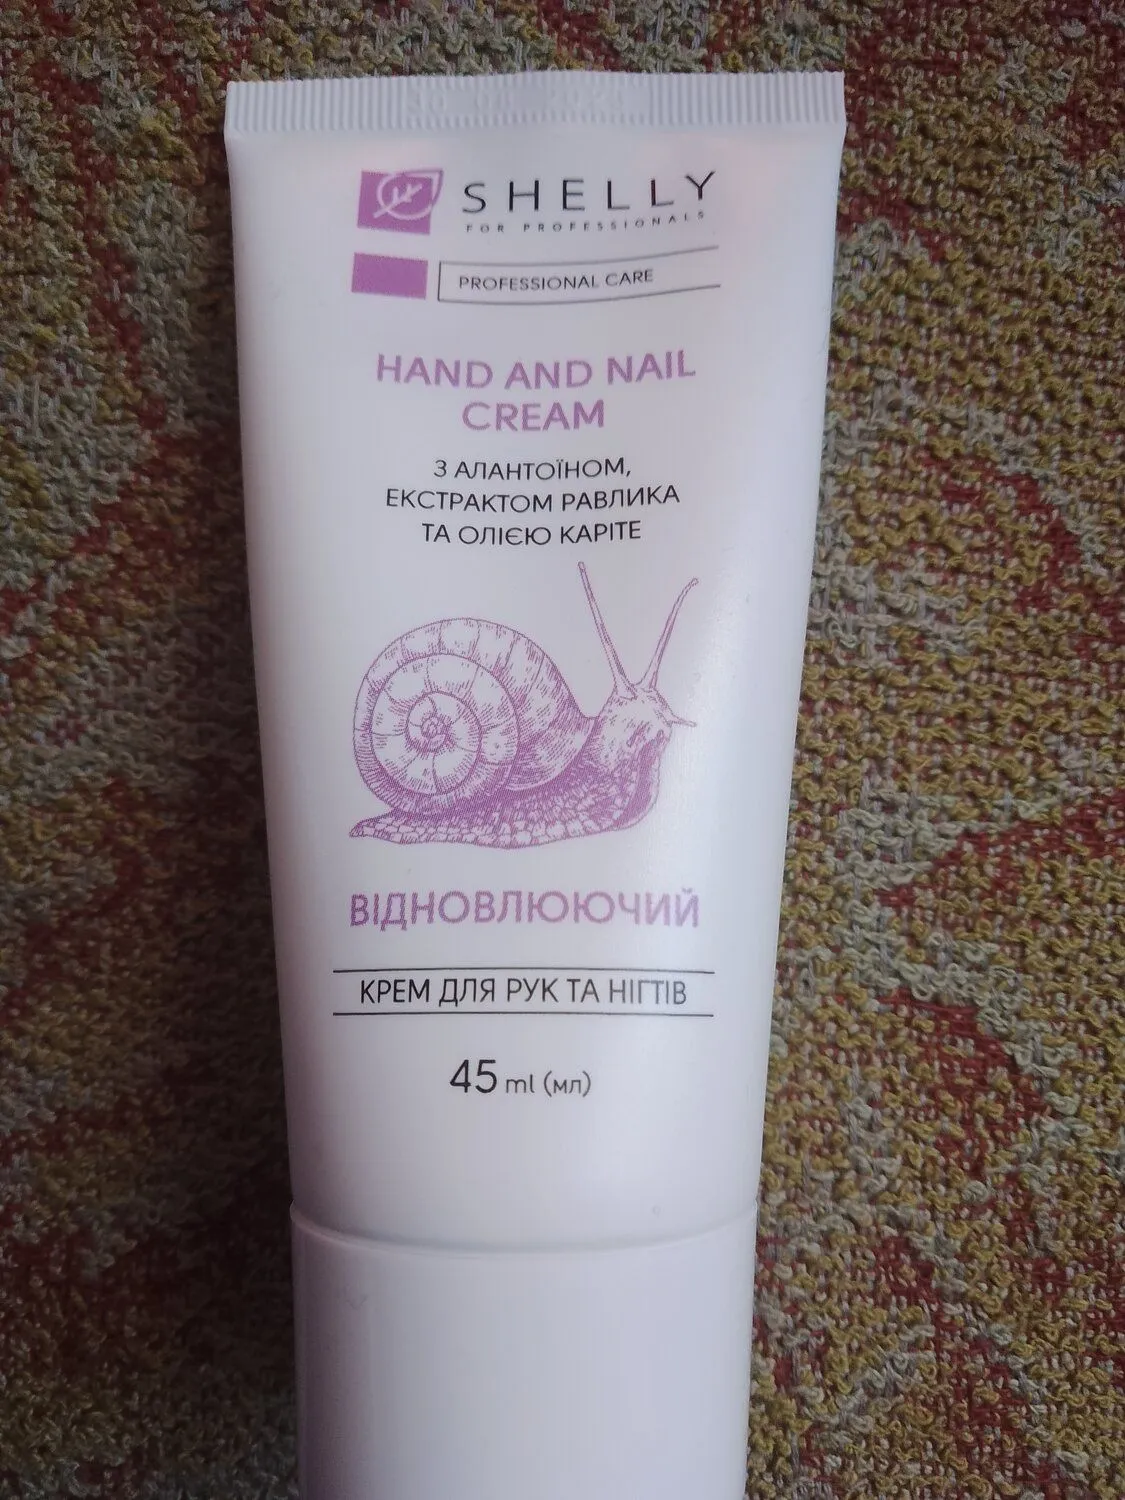 SHELLY
FOR PROFESSIONALS
PROFESSIONAL CARE
HAND AND NAIL
CREAM
З АЛАНТОЇНОМ,
ЕКСТРАКТОМ РАВЛИКА
ТА ОЛІЄЮ КАРІТЕ
ВІДНОВЛЮЮЧИЙ
КРЕМ ДЛЯ РУК ТА НІГТІВ
45 ml (мл)